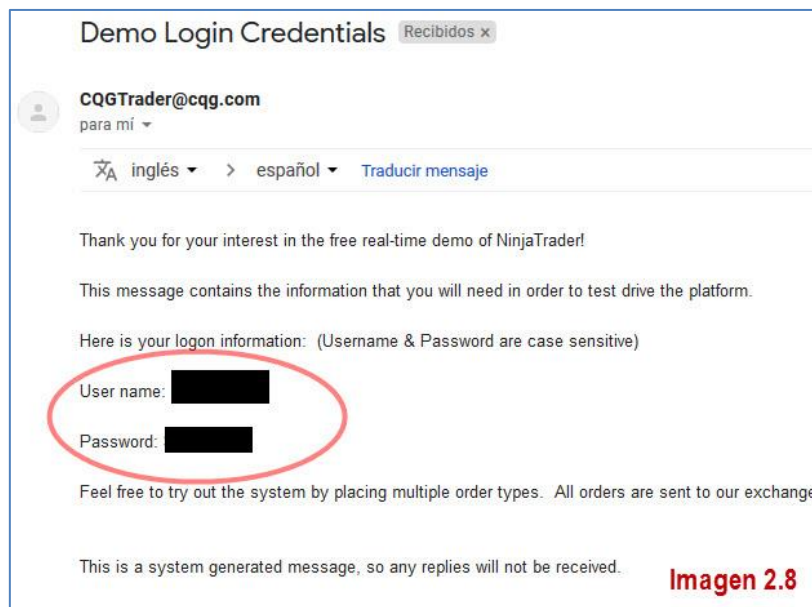 Demo Login Credentials Recibidos x
CQGTrader@cqg.com
para mí
inglés > español Traducir mensaje
Thank you for your interest in the free real-time demo of NinjaTrader!
This message contains the information that you will need in order to test drive the platform.
Here is your logon information: (Username & Password are case sensitive)
User name:
Password:
Feel free to try out the system by placing multiple order types. All orders are sent to our exchange
This is a system generated message, so any replies will not be received.
Imagen 2.8